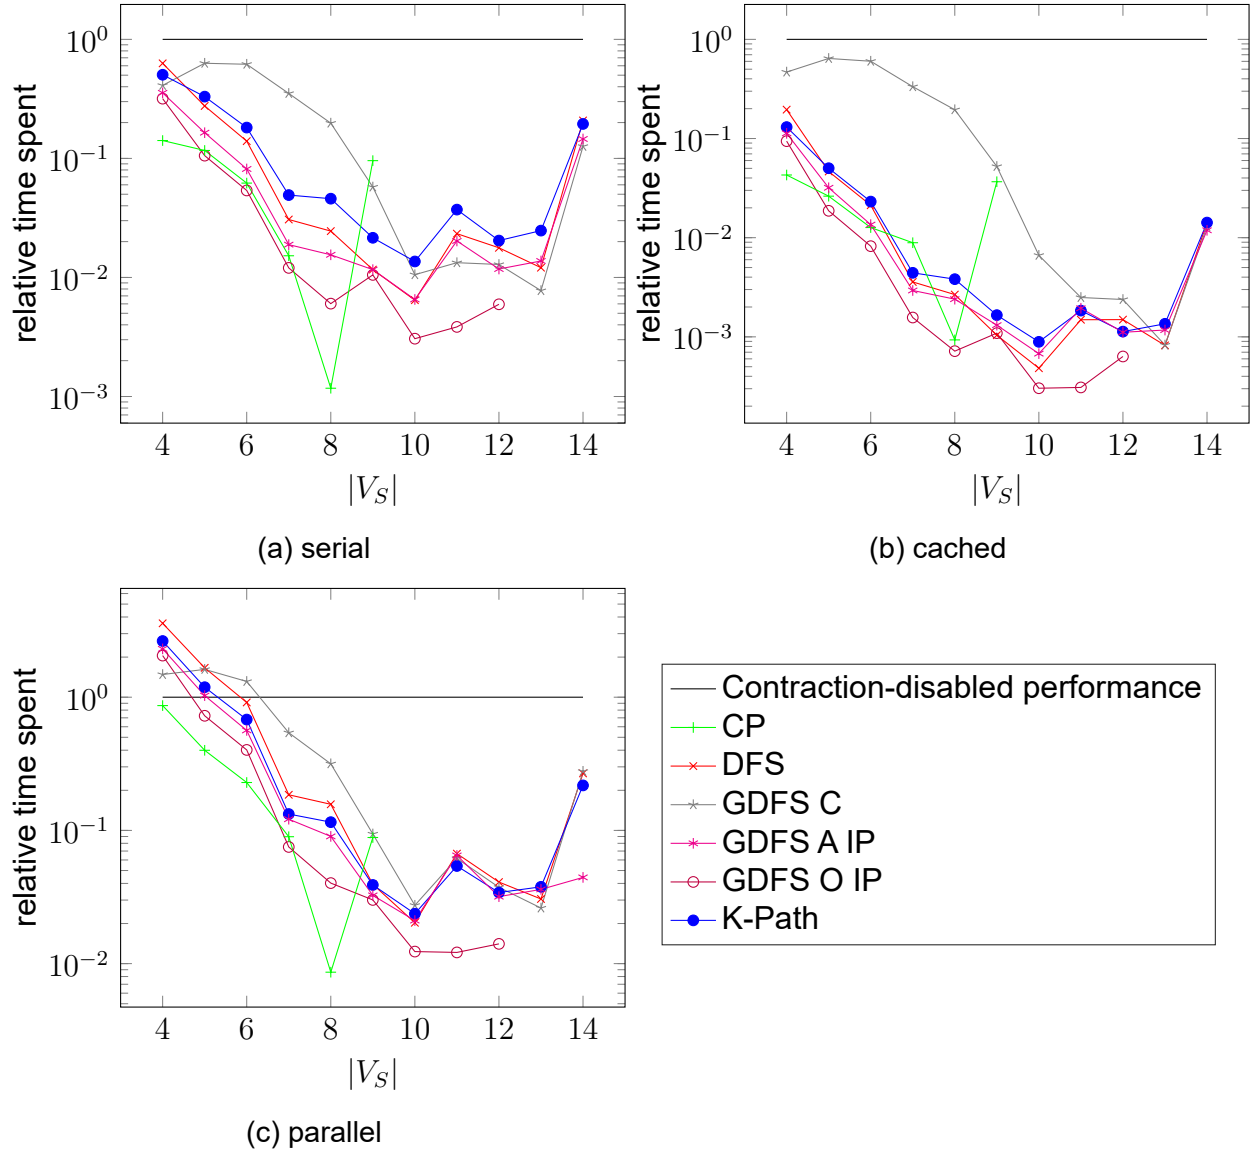 relative time spent
10^0
10^{-1}
10^{-2}
10^{-3}
4 6 8 10 12 14
|V_S|
(a) serial
relative time spent
10^0
10^{-1}
10^{-2}
10^{-3}
4 6 8 10 12 14
|V_S|
(b) cached
relative time spent
10^0
10^{-1}
10^{-2}
4 6 8 10 12 14
|V_S|
(c) parallel
Contraction-disabled performance
CP
DFS
GDFS C
GDFS A IP
GDFS O IP
K-Path